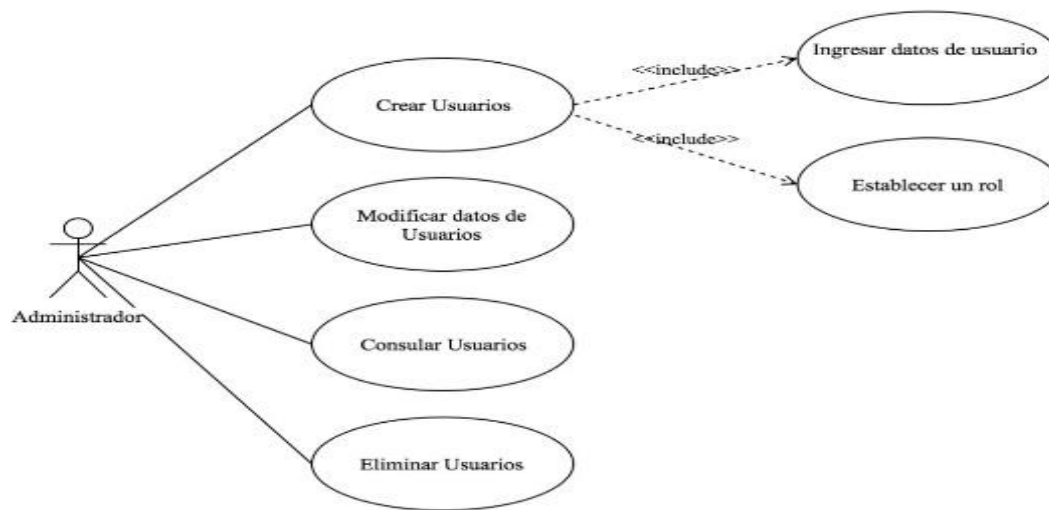 Ingresar datos de usuario
<<include>>
Crear Usuarios
<<include>>
Establecer un rol
Modificar datos de
Usuarios
Administrador
Consular Usuarios
Eliminar Usuarios